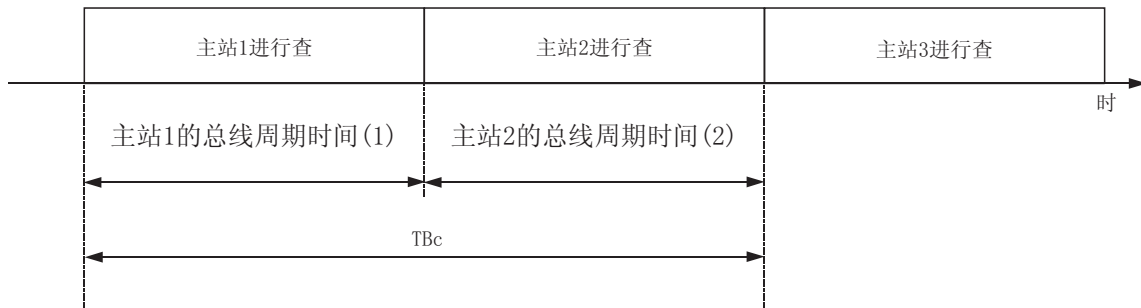 主站1进行查
主站2进行查
主站3进行查
时
主站1的总线周期时间(1)
主站2的总线周期时间(2)
TBc